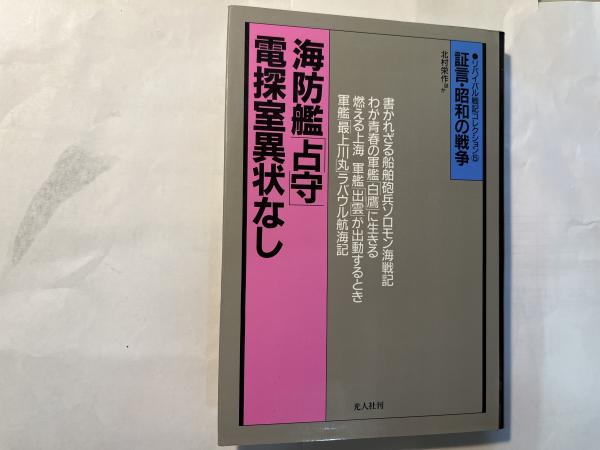 ●リバイバル戦記コレクション⑮
証言・昭和の戦争
北村栄作ほか
書かれざる船舶砲兵ソロモン海戦記
わが青春の軍艦「白鷹」に生きる
燃える上海 軍艦「出雲」が出動するとき
軍艦「最上川丸」ラバウル航海記
海防艦「占守」
電探室異状なし
光人社刊